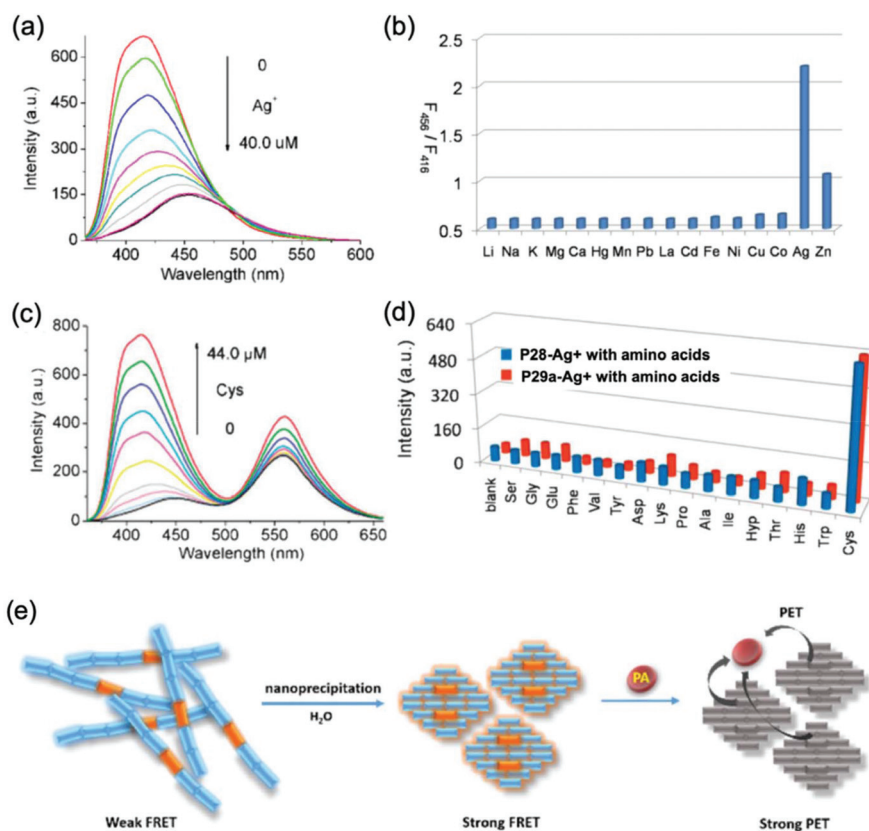 (a)
600
450
300
150
0
Intensity (a.u.)
0
Ag+
40.0 uM
400 450 500 550 600
Wavelength (nm)
(b)
2.5
2
1.5
1
0.5
F456 / F416
Li Na K Mg Ca Hg Mn Pb La Cd Fe Ni Cu Co Ag Zn
(c)
800
600
400
200
0
Intensity (a.u.)
44.0 μM
Cys
0
400 450 500 550 600 650
Wavelength (nm)
(d)
640
480
320
160
0
Intensity (a.u.)
P28-Ag+ with amino acids
P29a-Ag+ with amino acids
blank Ser Gly Glu Phe Val Tyr Asp Lys Pro Ala Ile Hyp Thr His Trp Cys
(e)
nanoprecipitation
H₂O
PA
PET
Weak FRET
Strong FRET
Strong PET